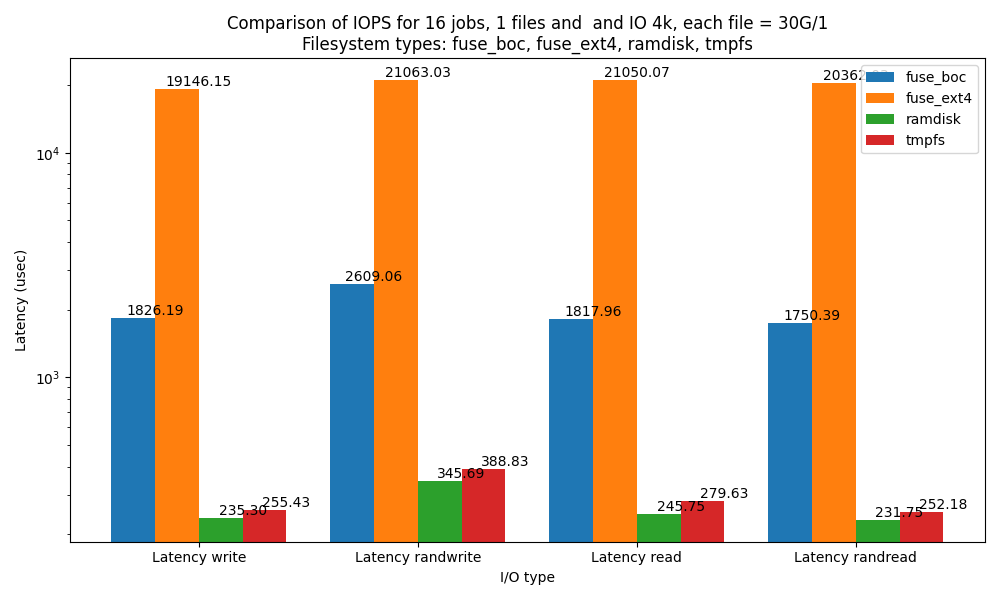 Comparison of IOPS for 16 jobs, 1 files and  and IO 4k, each file = 30G/1
Filesystem types: fuse_boc, fuse_ext4, ramdisk, tmpfs
fuse_boc
fuse_ext4
ramdisk
tmpfs
Latency (usec)
10^4
10^3
1826.19
19146.15
235.30
255.43
2609.06
21063.03
345.69
388.83
1817.96
21050.07
245.75
279.63
1750.39
20362
231.75
252.18
Latency write
Latency randwrite
Latency read
Latency randread
I/O type